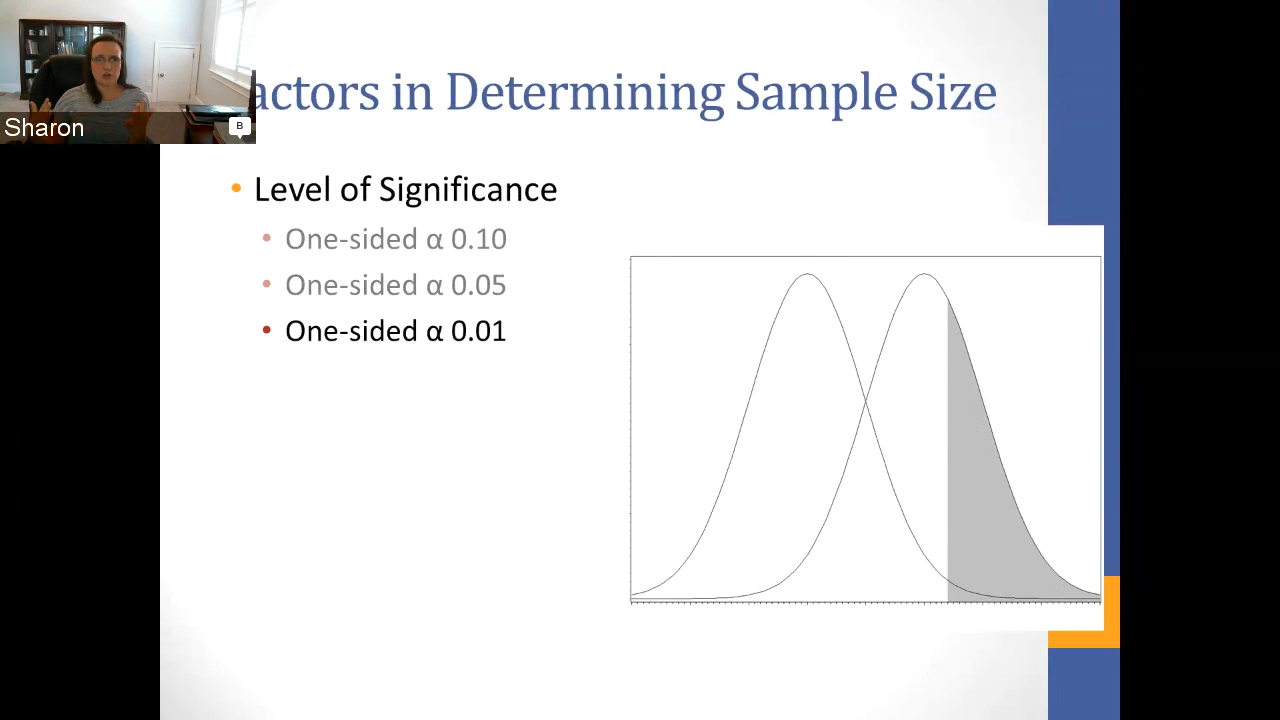 actors in Determining Sample Size
Sharon
B
• Level of Significance
• One-sided α 0.10
• One-sided α 0.05
• One-sided α 0.01